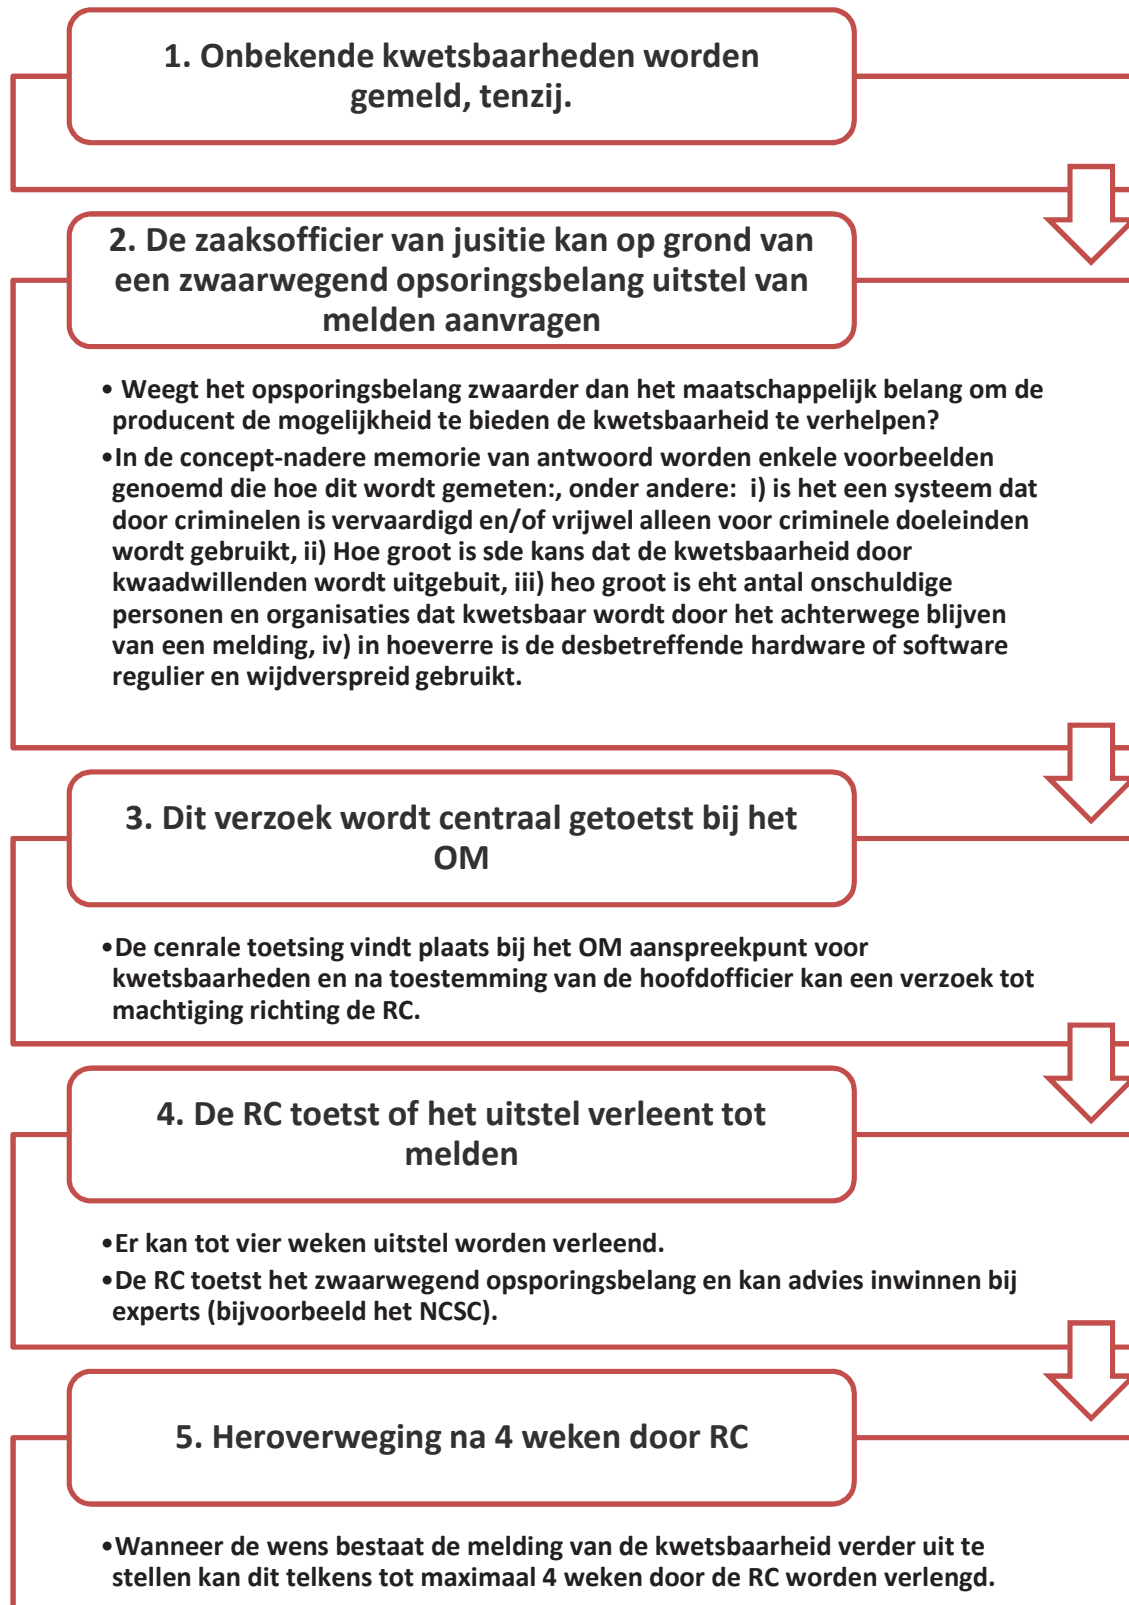 1. Onbekende kwetsbaarheden worden
gemeld, tenzij.
2. De zaaksofficier van jusitie kan op grond van
een zwaarwegend opsoringsbelang uitstel van
melden aanvragen
• Weegt het opsporingsbelang zwaarder dan het maatschappelijk belang om de
producent de mogelijkheid te bieden de kwetsbaarheid te verhelpen?
•In de concept-nadere memorie van antwoord worden enkele voorbeelden
genoemd die hoe dit wordt gemeten:, onder andere: i) is het een systeem dat
door criminelen is vervaardigd en/of vrijwel alleen voor criminele doeleinden
wordt gebruikt, ii) Hoe groot is sde kans dat de kwetsbaarheid door
kwaadwillenden wordt uitgebuit, iii) heo groot is eht antal onschuldige
personen en organisaties dat kwetsbaar wordt door het achterwege blijven
van een melding, iv) in hoeverre is de desbetreffende hardware of software
regulier en wijdverspreid gebruikt.
3. Dit verzoek wordt centraal getoetst bij het
OM
•De cenrale toetsing vindt plaats bij het OM aanspreekpunt voor
kwetsbaarheden en na toestemming van de hoofdofficier kan een verzoek tot
machtiging richting de RC.
4. De RC toetst of het uitstel verleent tot
melden
•Er kan tot vier weken uitstel worden verleend.
•De RC toetst het zwaarwegend opsporingsbelang en kan advies inwinnen bij
experts (bijvoorbeeld het NCSC).
5. Heroverweging na 4 weken door RC
•Wanneer de wens bestaat de melding van de kwetsbaarheid verder uit te
stellen kan dit telkens tot maximaal 4 weken door de RC worden verlengd.